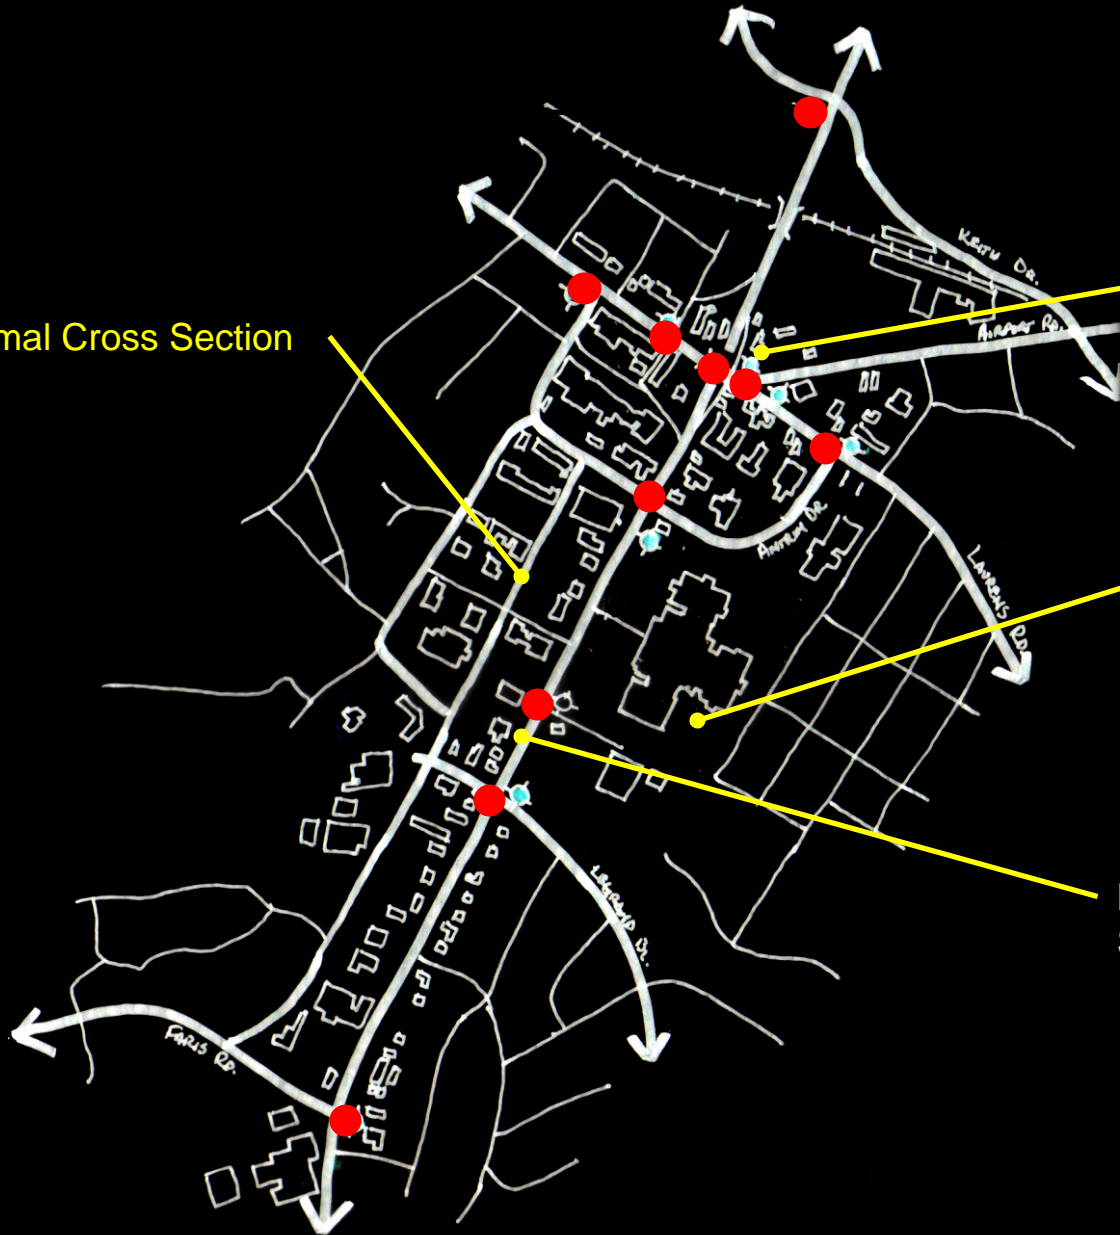 KEITH DR.
AIRPORT RD.
mal Cross Section
ANTRIM DR
LAURENS RD.
FARIS RD.